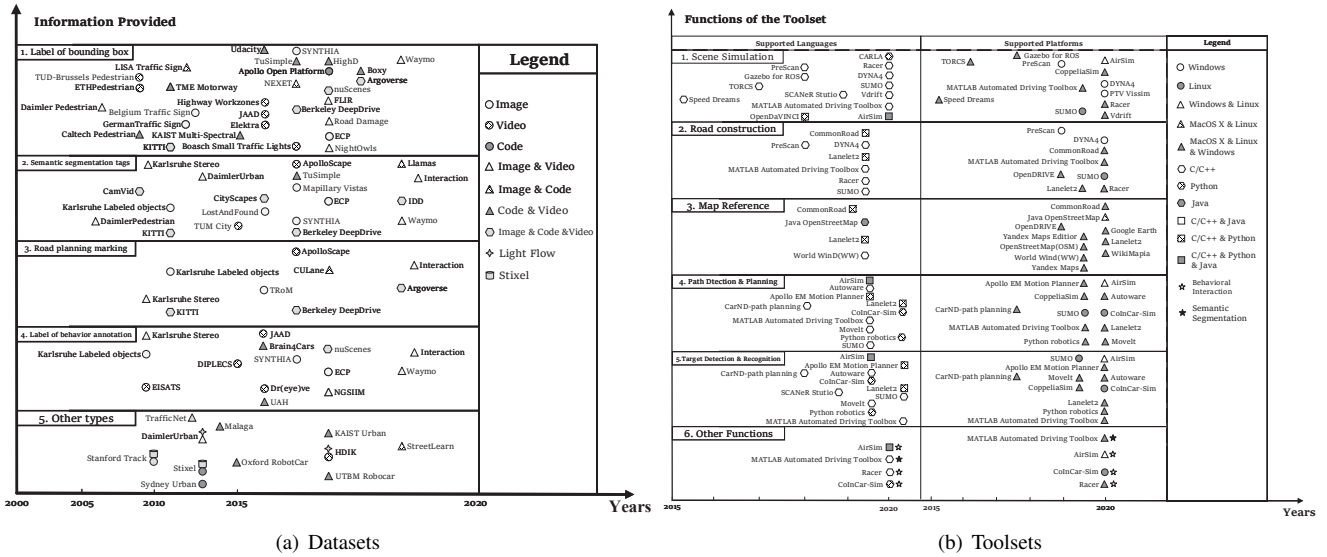 Information Provided
1. Label of bounding box
Udacity
SYNTHIA
TuSimple
HighD
Waymo
LISA Traffic Sign
Apollo Open Platform
Boxy
TUD-Brussels Pedestrian
Argoverse
ETHPedestrian
TME Motorway
NEXET
nuScenes
Highway Workzones
FLIR
Daimler Pedestrian
Belgium Traffic Sign
JAAD
Berkeley DeepDrive
GermanTraffic Sign
Elektra
Road Damage
Caltech Pedestrian
KAIST Multi-Spectral
ECP
KITTI
Boasch Small Traffic Lights
NightOwls
2. Semantic segmentation tags
Karlsruhe Stereo
ApolloScape
Llamas
DaimlerUrban
TuSimple
Interaction
CamVid
Mapillary Vistas
CityScapes
ECP
IDD
Karlsruhe Labeled objects
LostAndFound
DaimlerPedestrian
TUM City
SYNTHIA
Waymo
KITTI
Berkeley DeepDrive
3. Road planning marking
ApolloScape
Karlsruhe Labeled objects
CULane
Interaction
TRoM
Argoverse
Karlsruhe Stereo
KITTI
Berkeley DeepDrive
4. Label of behavior annotation
Karlsruhe Stereo
JAAD
Brain4Cars
nuScenes
Karlsruhe Labeled objects
SYNTHIA
Interaction
DIPLECS
ECP
Waymo
EISATS
Dr(eye)ve
NGSIIM
UAH
5. Other types
TrafficNet
Malaga
DaimlerUrban
KAIST Urban
StreetLearn
Stanford Track
HDIK
Stixel
Oxford RobotCar
Sydney Urban
UTBM Robocar
2000
2005
2010
2015
2020
Years
Legend
Image
Video
Code
Image & Video
Image & Code
Code & Video
Image & Code &Video
Light Flow
Stixel
(a) Datasets
Functions of the Toolset
Supported Languages
Supported Platforms
1. Scene Simulation
CARLA
PreScan
Racer
Gazebo for ROS
DYNA4
TORCS
SUMO
SCANeR Stutio
Vdrift
Speed Dreams
MATLAB Automated Driving Toolbox
OpenDaVINCI
AirSim
Gazebo for ROS
TORCS
PreScan
AirSim
CoppeliaSim
DYNA4
MATLAB Automated Driving Toolbox
PTV Vissim
Speed Dreams
Racer
SUMO
Vdrift
2. Road construction
CommonRoad
PreScan
DYNA4
Lanelet2
MATLAB Automated Driving Toolbox
Racer
SUMO
PreScan
DYNA4
CommonRoad
MATLAB Automated Driving Toolbox
OpenDRIVE
SUMO
Lanelet2
Racer
3. Map Reference
CommonRoad
Java OpenStreetMap
Lanelet2
World WinD(WW)
CommonRoad
Java OpenStreetMap
OpenDRIVE
Google Earth
Yandex Maps Editior
Lanelet2
OpenStreetMap(OSM)
WikiMapia
World Wind(WW)
Yandex Maps
4. Path Dtection & Planning
AirSim
Autoware
Apollo EM Motion Planner
CarND-path planning
Lanelet2
CoInCar-Sim
MATLAB Automated Driving Toolbox
MoveIt
Python robotics
SUMO
Apollo EM Motion Planner
AirSim
CoppeliaSim
Autoware
CarND-path planning
SUMO
CoInCar-Sim
MATLAB Automated Driving Toolbox
Lanelet2
Python robotics
MoveIt
5.Target Detection & Recognition
AirSim
Apollo EM Motion Planner
CarND-path planning
Autoware
CoInCar-Sim
SCANeR Stutio
Lanelet2
SUMO
MoveIt
Python robotics
MATLAB Automated Driving Toolbox
SUMO
AirSim
Apollo EM Motion Planner
CarND-path planning
MoveIt
Autoware
CoppeliaSim
CoInCar-Sim
Lanelet2
Python robotics
MATLAB Automated Driving Toolbox
6. Other Functions
AirSim
MATLAB Automated Driving Toolbox
Racer
CoInCar-Sim
MATLAB Automated Driving Toolbox
AirSim
CoInCar-Sim
Racer
2015
2020
2015
2020
Years
Legend
Windows
Linux
Windows & Linux
MacOS X & Linux
MacOS X & Linux
& Windows
C/C++
Python
Java
C/C++ & Java
C/C++ & Python
C/C++ & Python
& Java
Behavioral
Interaction
Semantic
Segmentation
(b) Toolsets